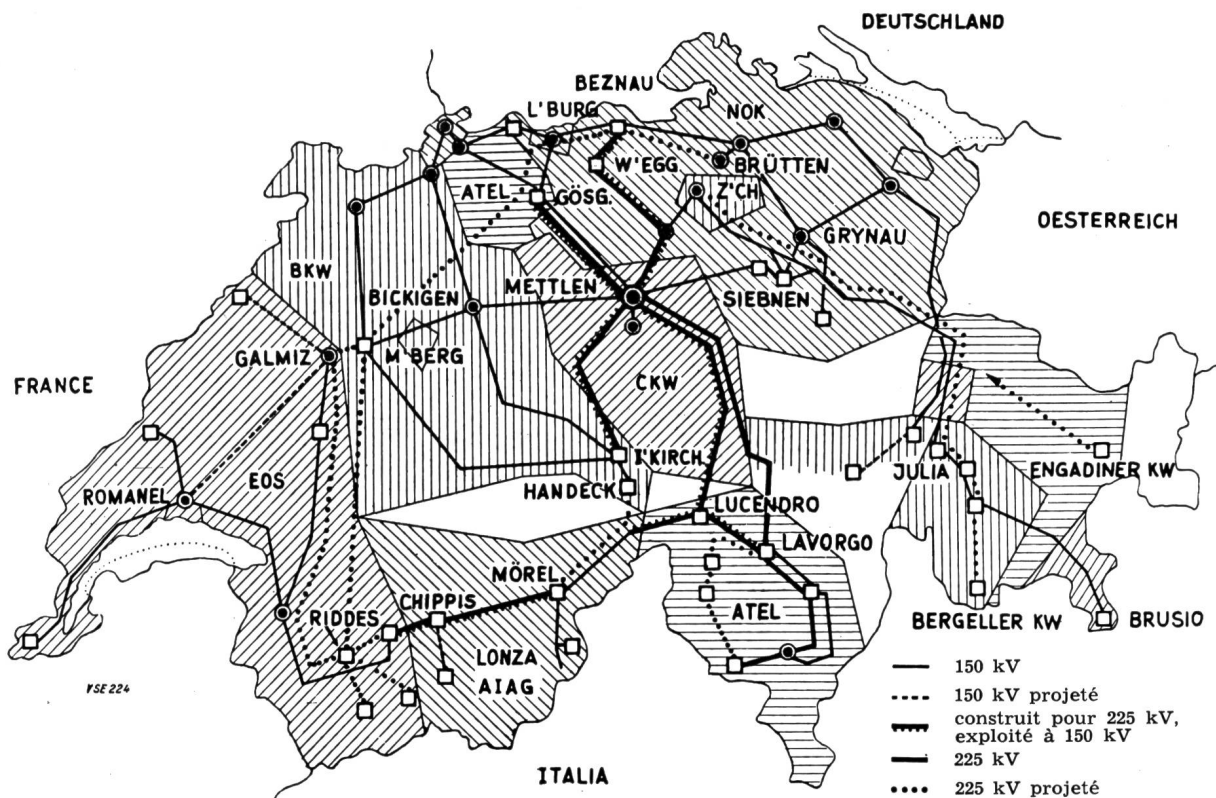 DEUTSCHLAND
BEZNAU
L'BURG
NOK
W'EGG
BRÜTTEN
ATEL
GÖSG.
Z'CH
OESTERREICH
GRYNAU
BKW
METTLEN
BICKIGEN
SIEBNEN
GALMIZ
M'BERG
FRANCE
CKW
I'KIRCH
JULIA
ENGADINER KW
ROMANEL
EOS
HANDECK
LUCENDRO
LAVORGO
MÖREL
RIDDES
CHIPPIS
ATEL
BERGELLER KW
BRUSIO
LONZA
AIAG
VSE 224
ITALIA
150 kV
150 kV projeté
construit pour 225 kV,
exploité à 150 kV
225 kV
225 kV projeté